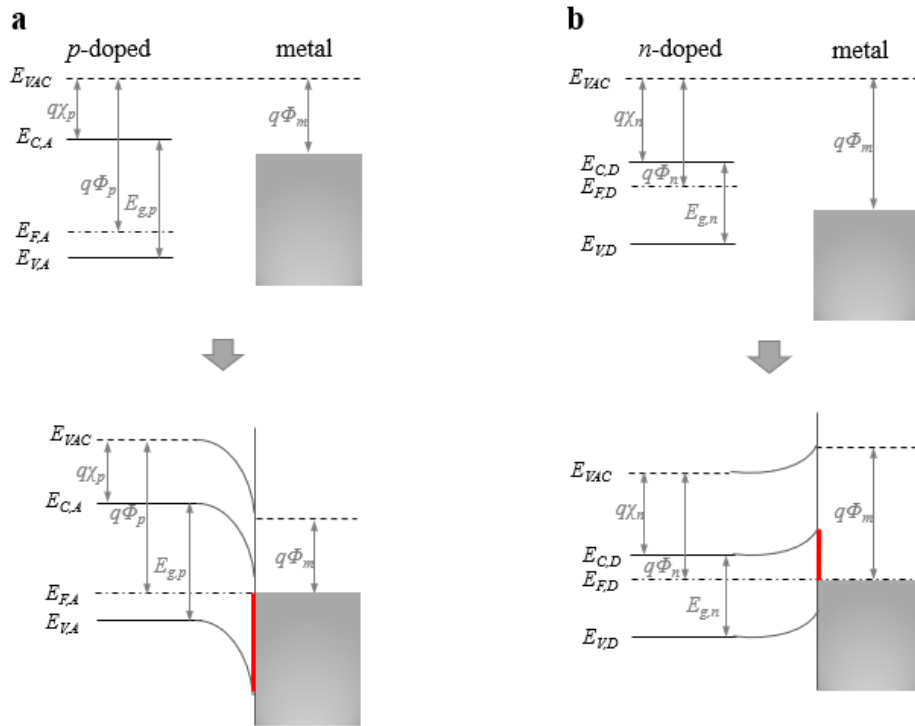 a
p-doped metal
E_VAC
qχ_p
qΦ_m
E_C,A
qΦ_p
E_g,p
E_F,A
E_V,A
E_VAC
qχ_p
E_C,A
qΦ_p
qΦ_m
E_g,p
E_F,A
E_V,A
b
n-doped metal
E_VAC
qχ_n
qΦ_m
E_C,D
qΦ_n
E_F,D
E_g,n
E_V,D
E_VAC
qχ_n
qΦ_m
E_C,D
qΦ_n
E_F,D
E_g,n
E_V,D